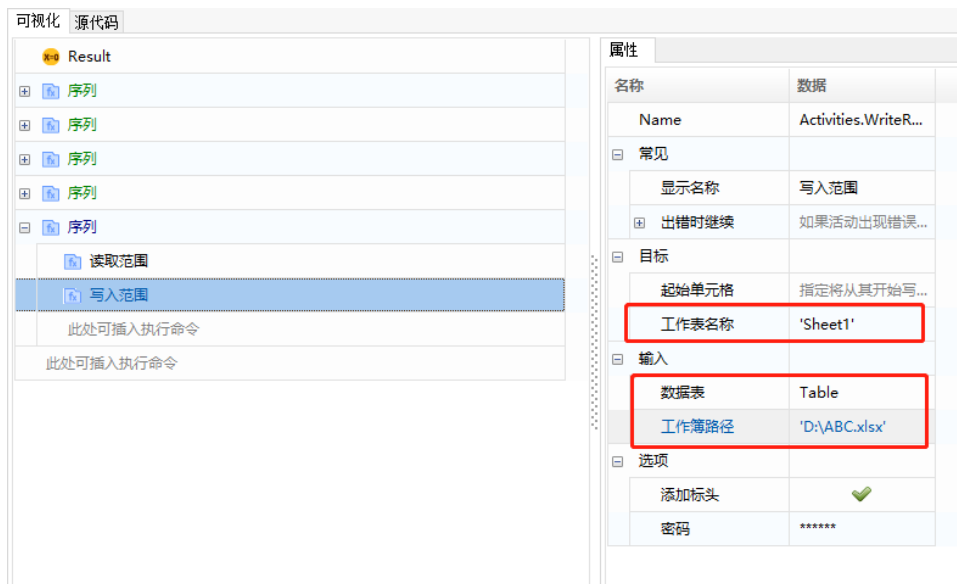 可视化 源代码
Result
序列
序列
序列
序列
序列
读取范围
写入范围
此处可插入执行命令
此处可插入执行命令
属性
名称 数据
Name Activities.WriteR...
常见
显示名称 写入范围
出错时继续 如果活动出现错误...
目标
起始单元格 指定将从其开始写...
工作表名称 'Sheet1'
输入
数据表 Table
工作簿路径 'D:\ABC.xlsx'
选项
添加标头
密码 ******